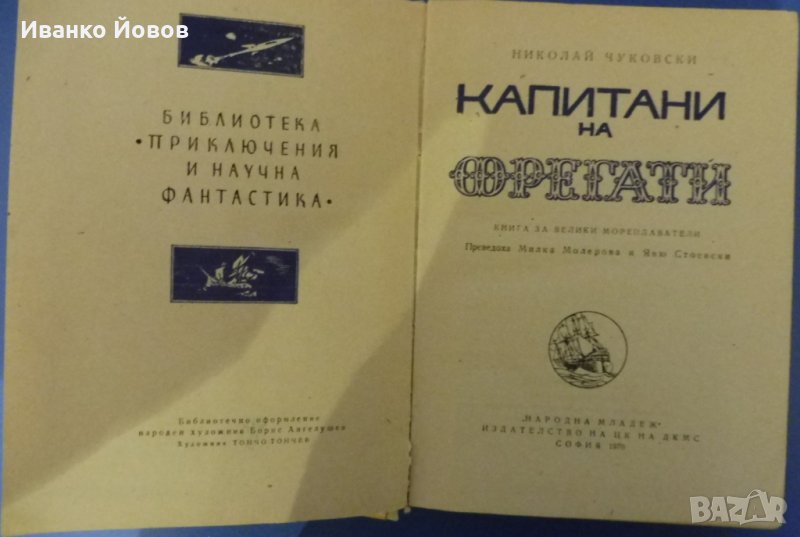 Иванко Йовов
БИБЛИОТЕКА
•ПРИКЛЮЧЕНИЯ
И НАУЧНА
ФАНТАСТИКА•
Библиотечно оформление
народен художник Борис Ангелушев
Художник ТОНЧО ТОНЧЕВ
НИКОЛАЙ ЧУКОВСКИ
КАПИТАНИ
НА
ФРЕГАТИ
КНИГА ЗА ВЕЛИКИ МОРЕПЛАВАТЕЛИ
Преведоха Милка Молерова и Яню Стоевски
„НАРОДНА МЛАДЕЖ“
ИЗДАТЕЛСТВО НА ЦК НА ДКМС
СОФИЯ
BAZAR